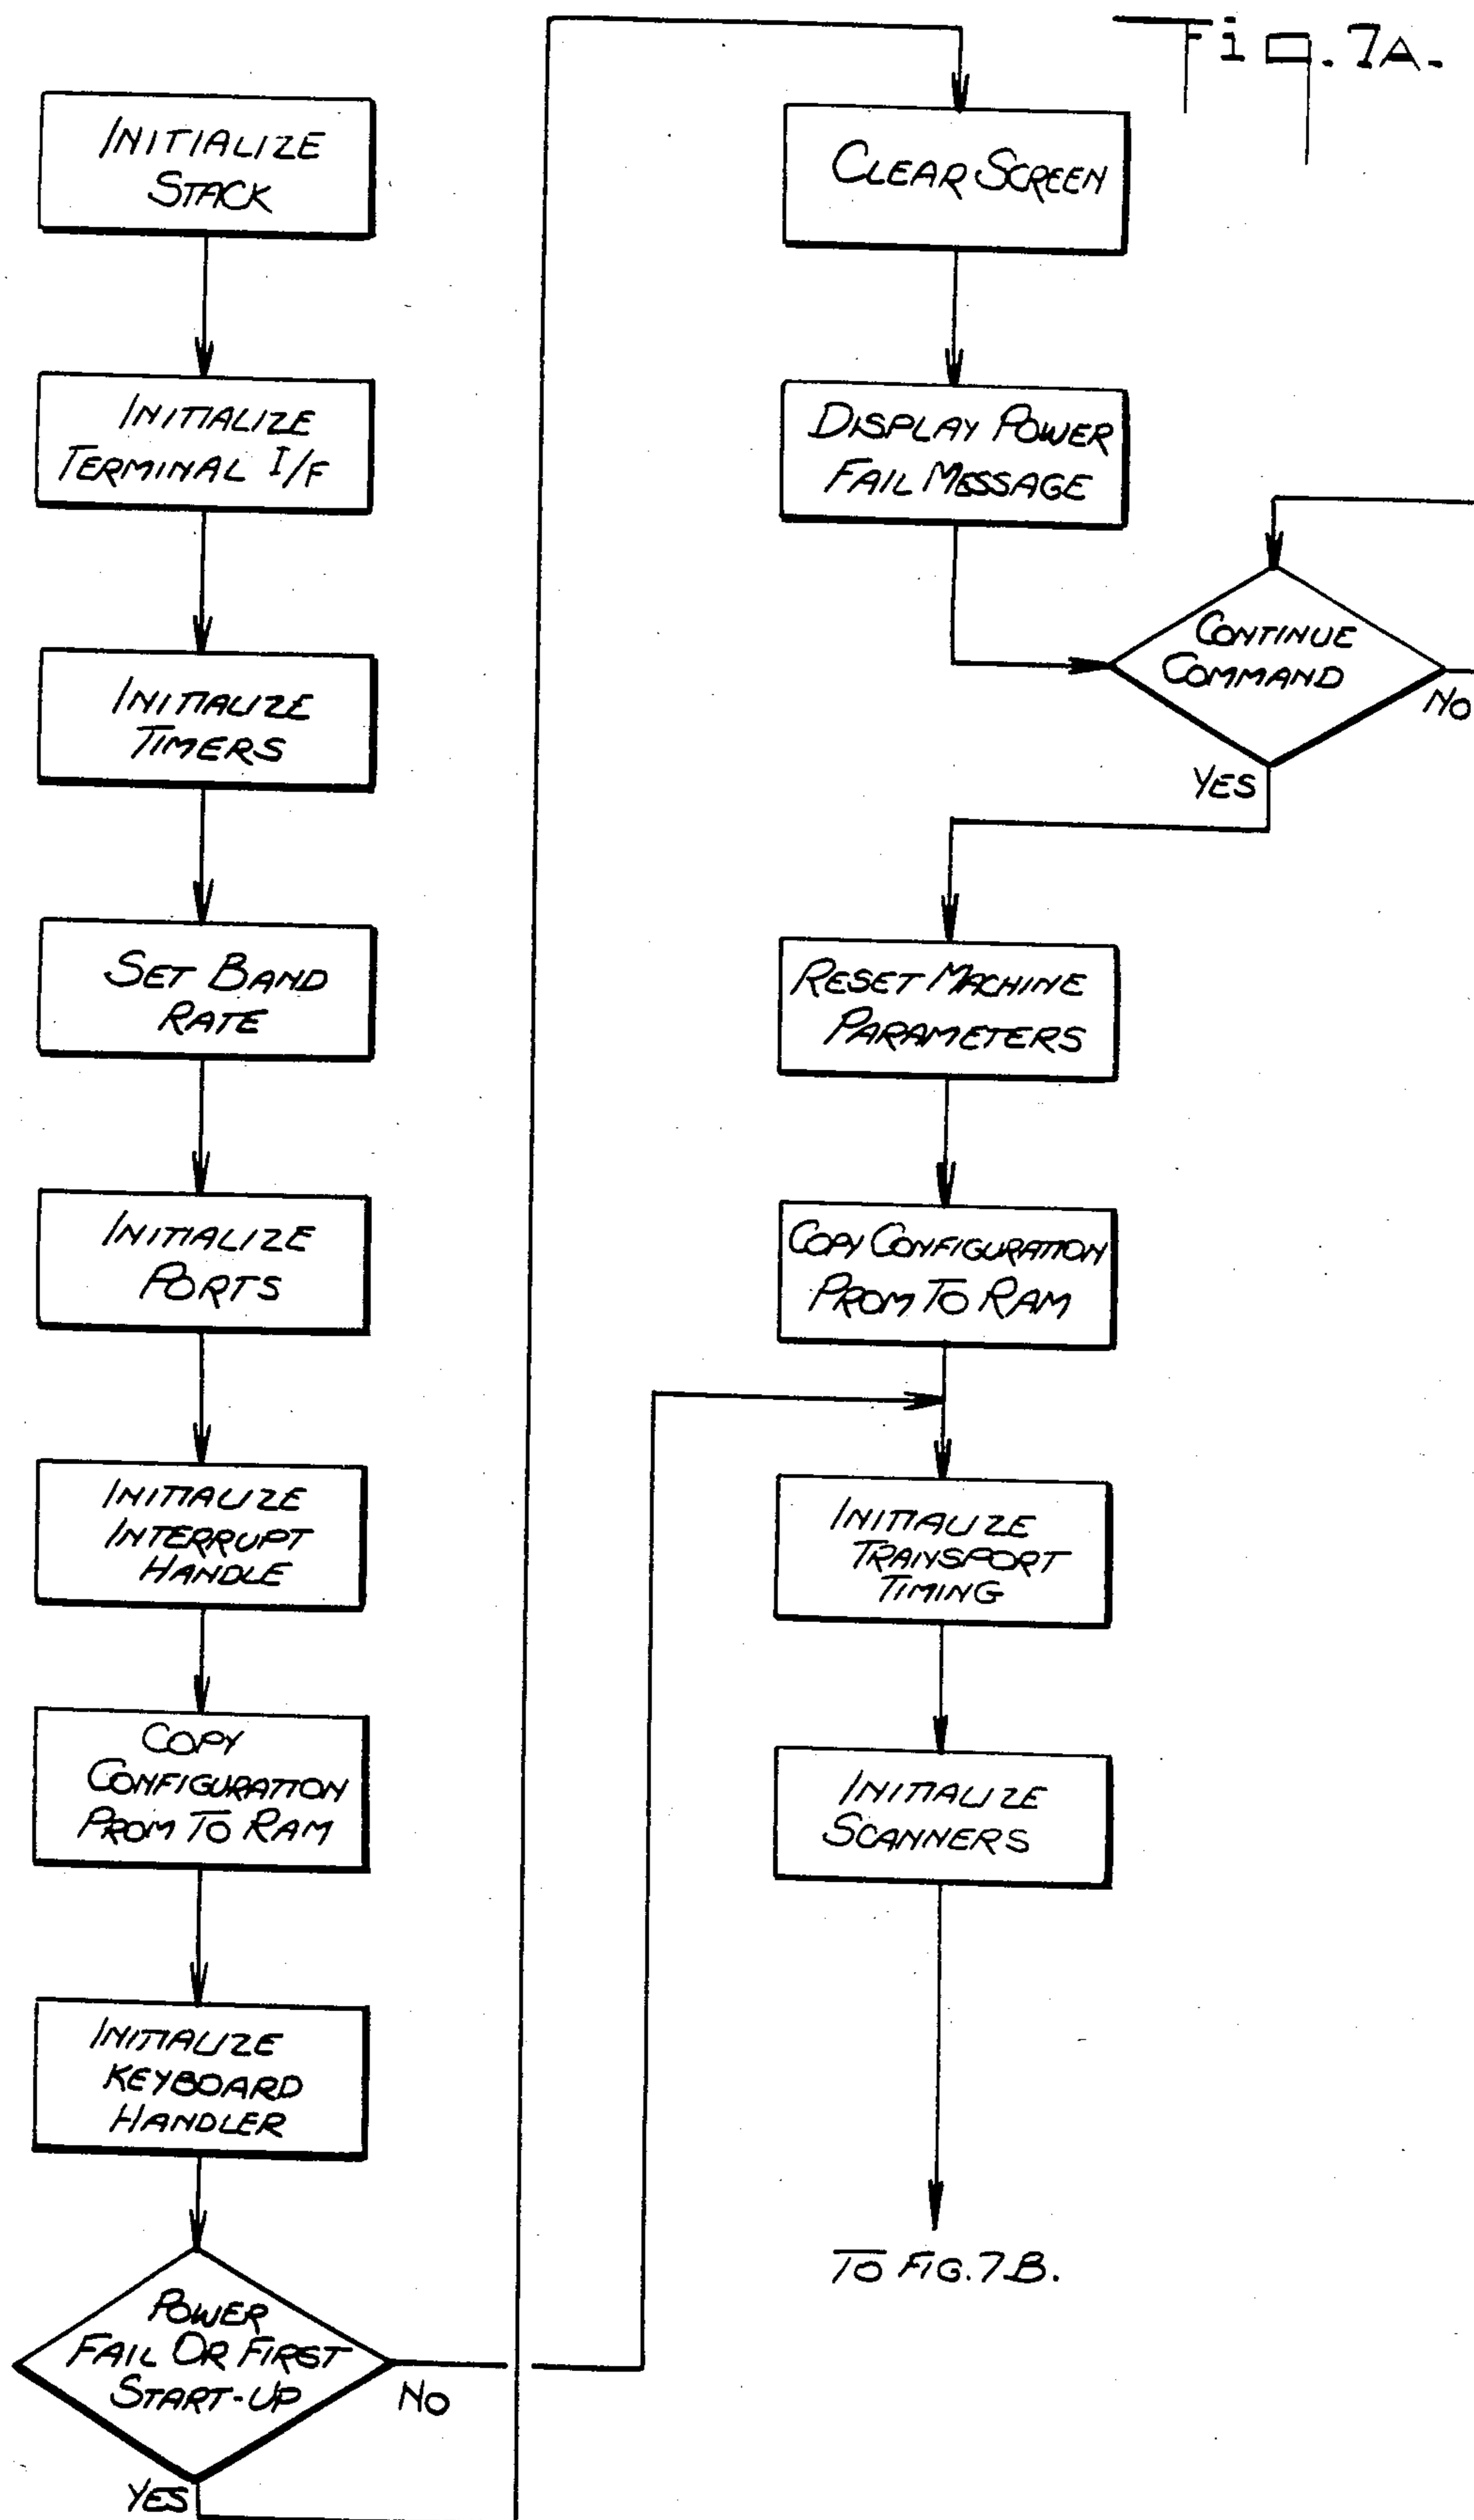 Fig. 7A.
INITIALIZE
STACK
INITIALIZE
TERMINAL I/F
INITIALIZE
TIMERS
SET BAND
RATE
INITIALIZE
PORTS
INITIALIZE
INTERRUPT
HANDLE
COPY
CONFIGURATION
PROM TO RAM
INITIALIZE
KEYBOARD
HANDLER
POWER
FAIL OR FIRST
START-UP
NO
YES
CLEAR SCREEN
DISPLAY POWER
FAIL MESSAGE
CONTINUE
COMMAND
NO
YES
RESET MACHINE
PARAMETERS
COPY CONFIGURATION
PROM TO RAM
INITIALIZE
TRANSPORT
TIMING
INITIALIZE
SCANNERS
TO FIG. 7B.